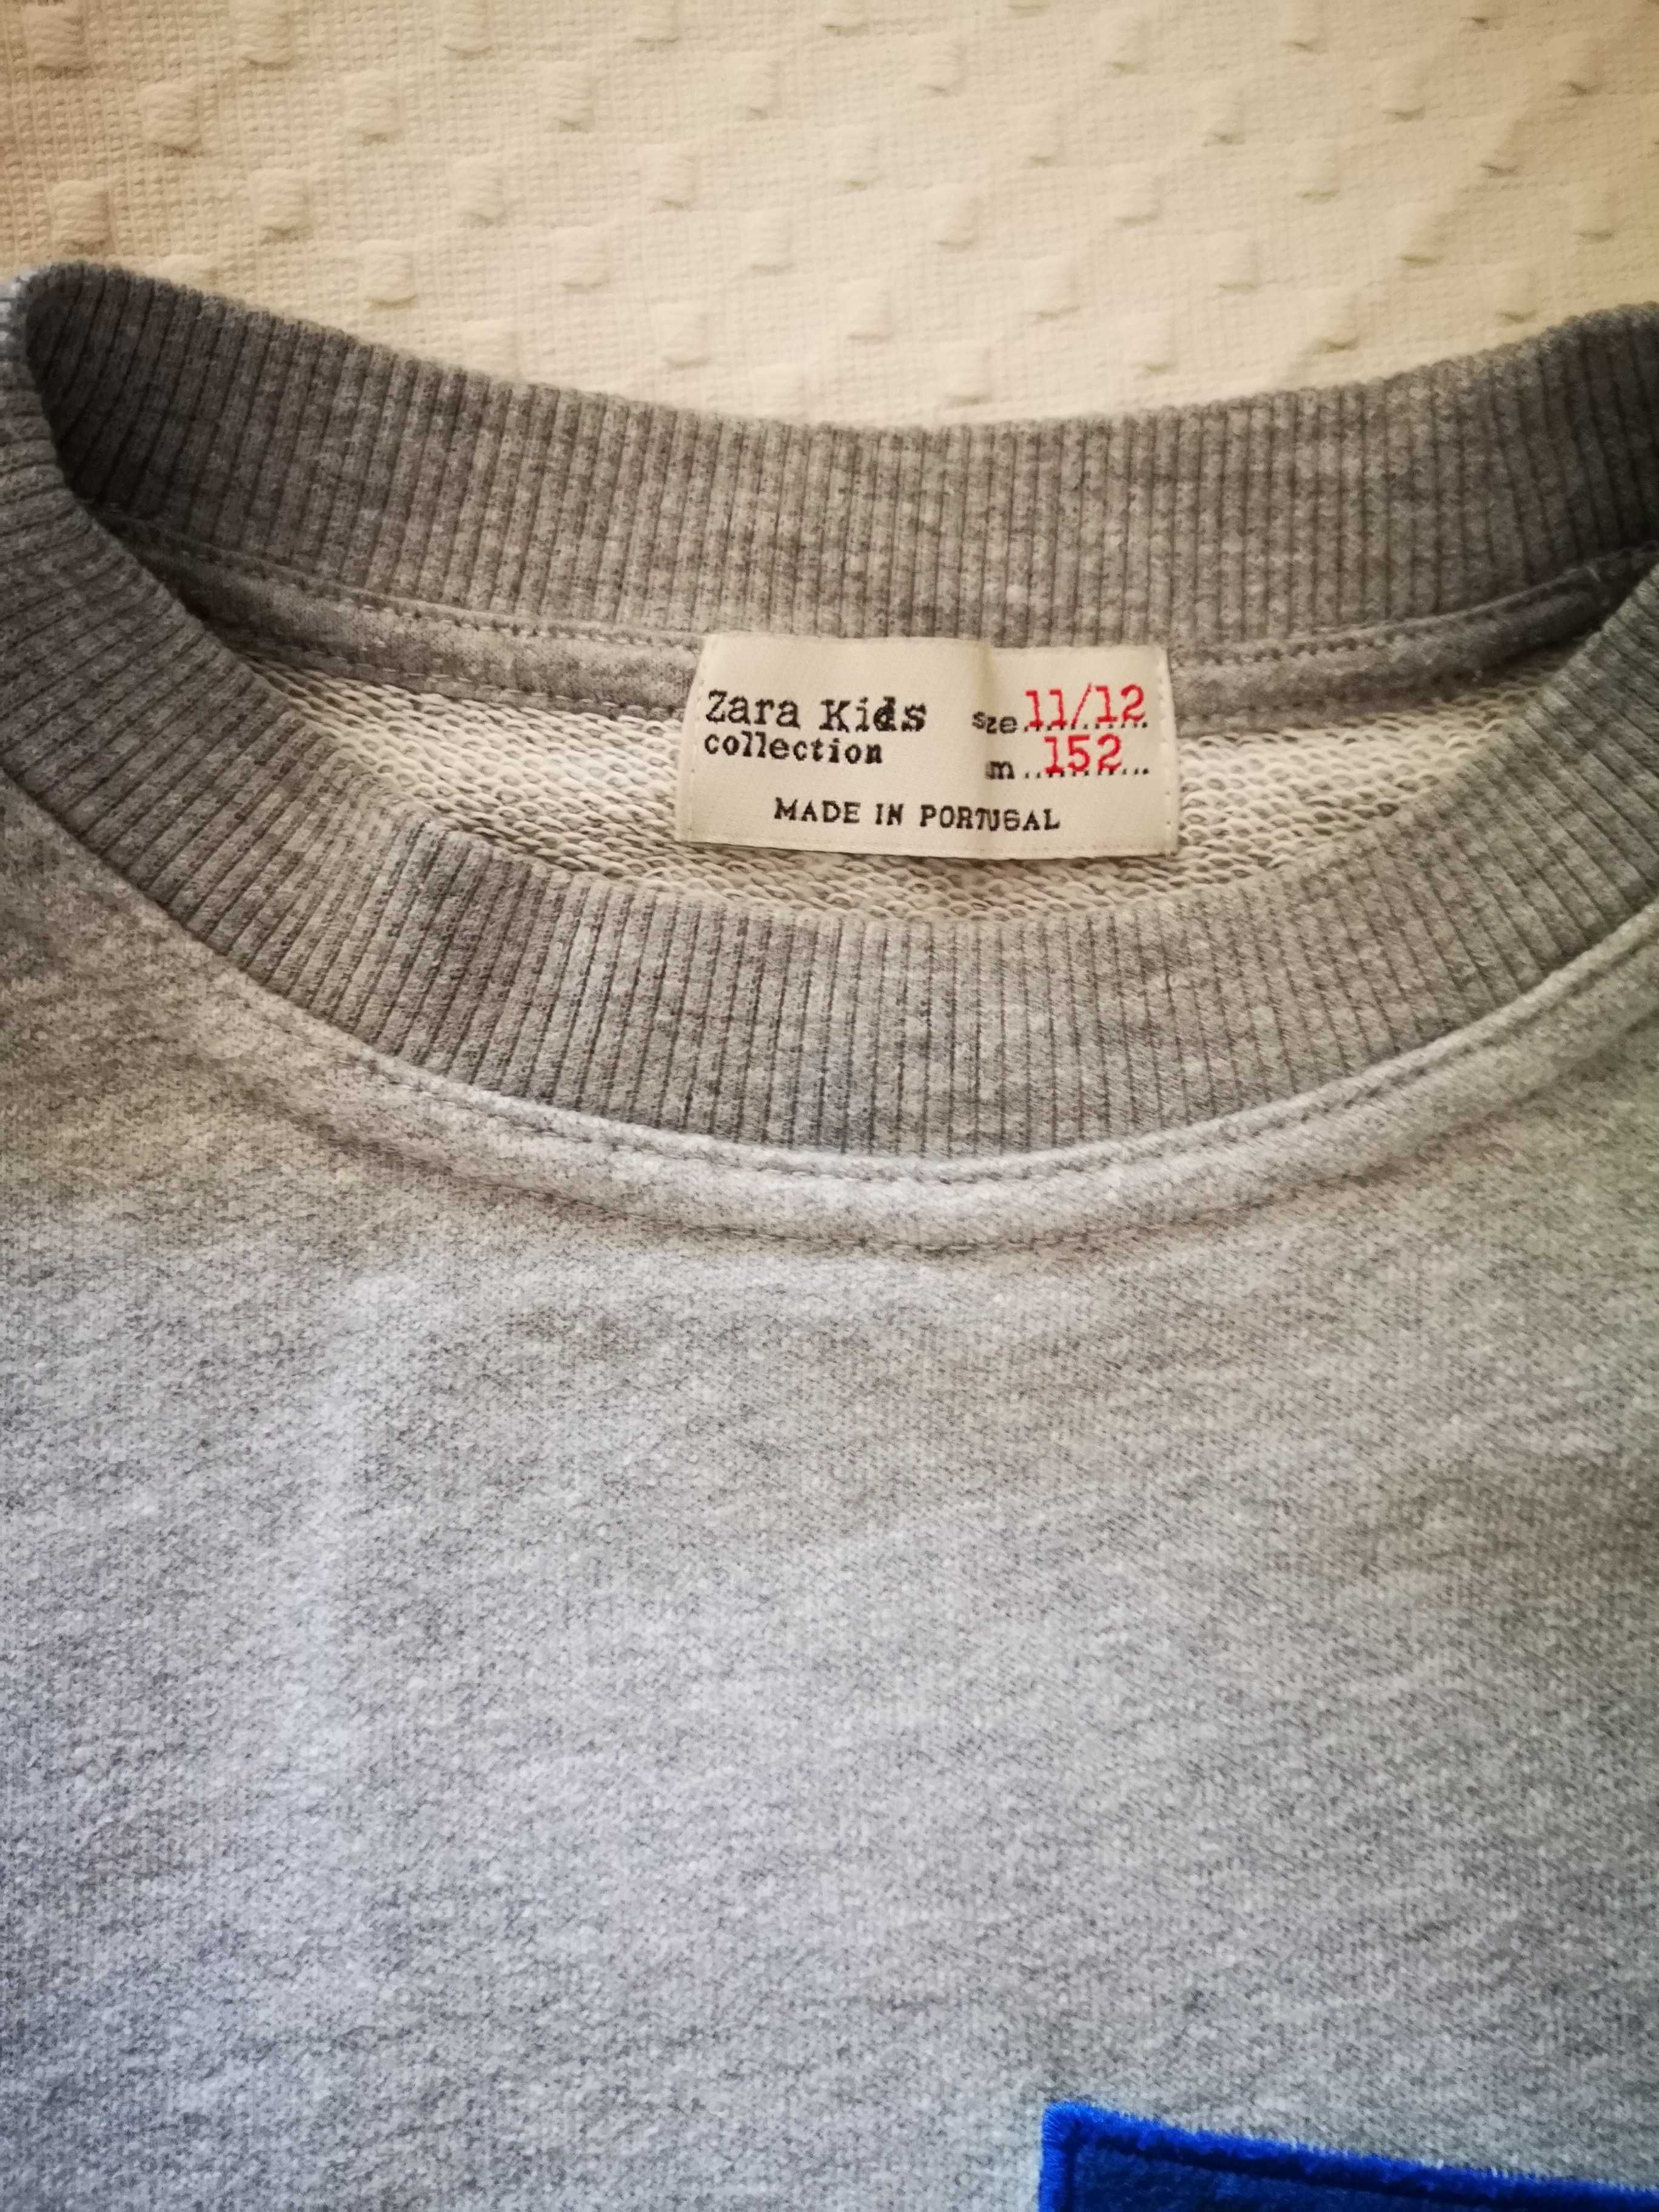 Zara Kids
collection
size 11/12
cm 152
MADE IN PORTUGAL